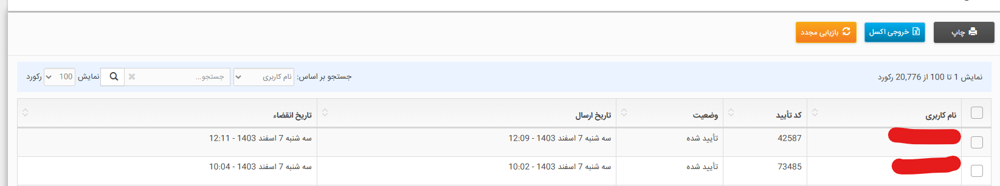 چاپ
خروجی اکسل
بازیابی مجدد
نمایش 1 تا 100 از 20,776 رکورد
جستجو بر اساس: نام کاربری جستجو... نمایش 100 رکورد
نام کاربری کد تأیید وضعیت تاریخ ارسال تاریخ انقضاء
42587 تأیید شده سه شنبه 7 اسفند 1403 - 12:09 سه شنبه 7 اسفند 1403 - 12:11
73485 تأیید شده سه شنبه 7 اسفند 1403 - 10:02 سه شنبه 7 اسفند 1403 - 10:04